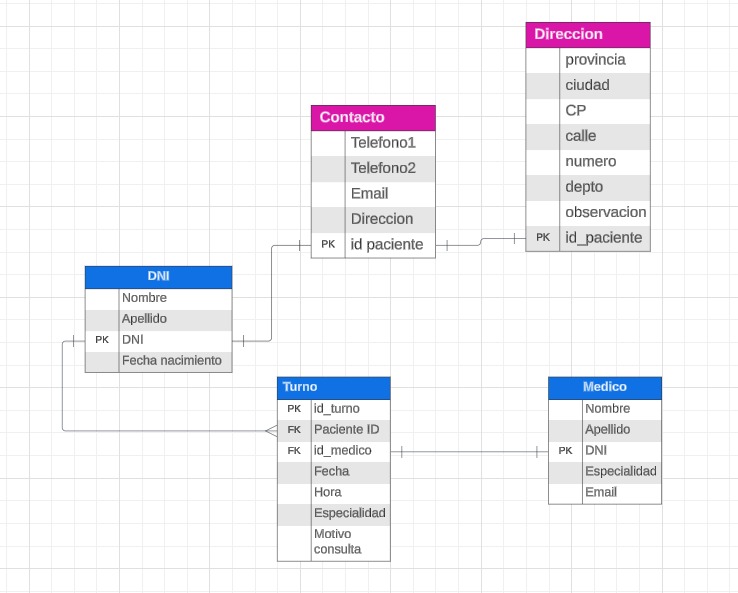 Direccion
provincia
ciudad
CP
calle
numero
depto
observacion
PK id_paciente
Contacto
Telefono1
Telefono2
Email
Direccion
PK id paciente
DNI
Nombre
Apellido
PK DNI
Fecha nacimiento
Turno
PK id_turno
FK Paciente ID
FK id_medico
Fecha
Hora
Especialidad
Motivo
consulta
Medico
Nombre
Apellido
PK DNI
Especialidad
Email